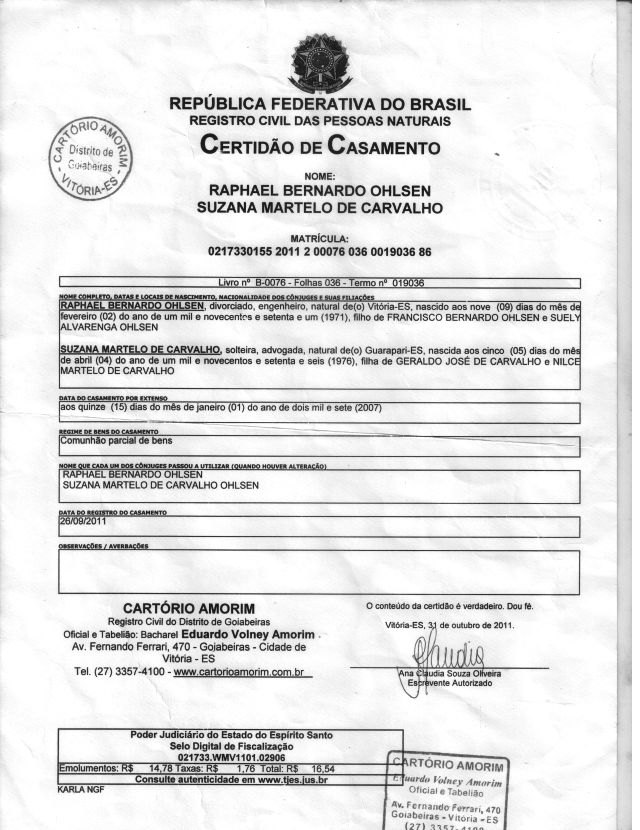 REPÚBLICA FEDERATIVA DO BRASIL
REGISTRO CIVIL DAS PESSOAS NATURAIS
CERTIDÃO DE CASAMENTO
CARTÓRIO AMORIM
Distrito de
Goiabeiras
VITÓRIA-ES
NOME:
RAPHAEL BERNARDO OHLSEN
SUZANA MARTELO DE CARVALHO
MATRÍCULA:
0217330155 2011 2 00076 036 0019036 86
Livro nº B-0076 - Folhas 036 - Termo nº 019036
NOME COMPLETO, DATAS E LOCAIS DE NASCIMENTO, NACIONALIDADE DOS CÔNJUGES E SUAS FILIAÇÕES
RAPHAEL BERNARDO OHLSEN, divorciado, engenheiro, natural de(o) Vitória-ES, nascido aos nove (09) dias do mês de
fevereiro (02) do ano de um mil e novecentos e setenta e um (1971), filho de FRANCISCO BERNARDO OHLSEN e SUELY
ALVARENGA OHLSEN
SUZANA MARTELO DE CARVALHO, solteira, advogada, natural de(o) Guarapari-ES, nascida aos cinco (05) dias do mês
de abril (04) do ano de um mil e novecentos e setenta e seis (1976), filha de GERALDO JOSÉ DE CARVALHO e NILCE
MARTELO DE CARVALHO
DATA DO CASAMENTO POR EXTENSO
aos quinze (15) dias do mês de janeiro (01) do ano de dois mil e sete (2007)
REGIME DE BENS DO CASAMENTO
Comunhão parcial de bens
NOME QUE CADA UM DOS CÔNJUGES PASSOU A UTILIZAR (QUANDO HOUVER ALTERAÇÃO)
RAPHAEL BERNARDO OHLSEN
SUZANA MARTELO DE CARVALHO OHLSEN
DATA DO REGISTRO DO CASAMENTO
26/09/2011
OBSERVAÇÕES / AVERBAÇÕES
CARTÓRIO AMORIM
Registro Civil do Distrito de Goiabeiras
Oficial e Tabelião: Bacharel Eduardo Volney Amorim
Av. Fernando Ferrari, 470 - Goiabeiras - Cidade de
Vitória - ES
Tel. (27) 3357-4100 - www.cartorioamorim.com.br
O conteúdo da certidão é verdadeiro. Dou fé.
Vitória-ES, 31 de outubro de 2011.
Ana Claudia Souza Oliveira
Escrevente Autorizado
Poder Judiciário do Estado do Espírito Santo
Selo Digital de Fiscalização
021733.WMV1101.02906
Emolumentos: R$ 14,78 Taxas: R$ 1,76 Total: R$ 16,54
Consulte autenticidade em www.tjes.jus.br
KARLA NGF
CARTÓRIO AMORIM
Eduardo Volney Amorim
Oficial e Tabelião
Av. Fernando Ferrari, 470
Goiabeiras - Vitória - ES
(27) 3357-4100